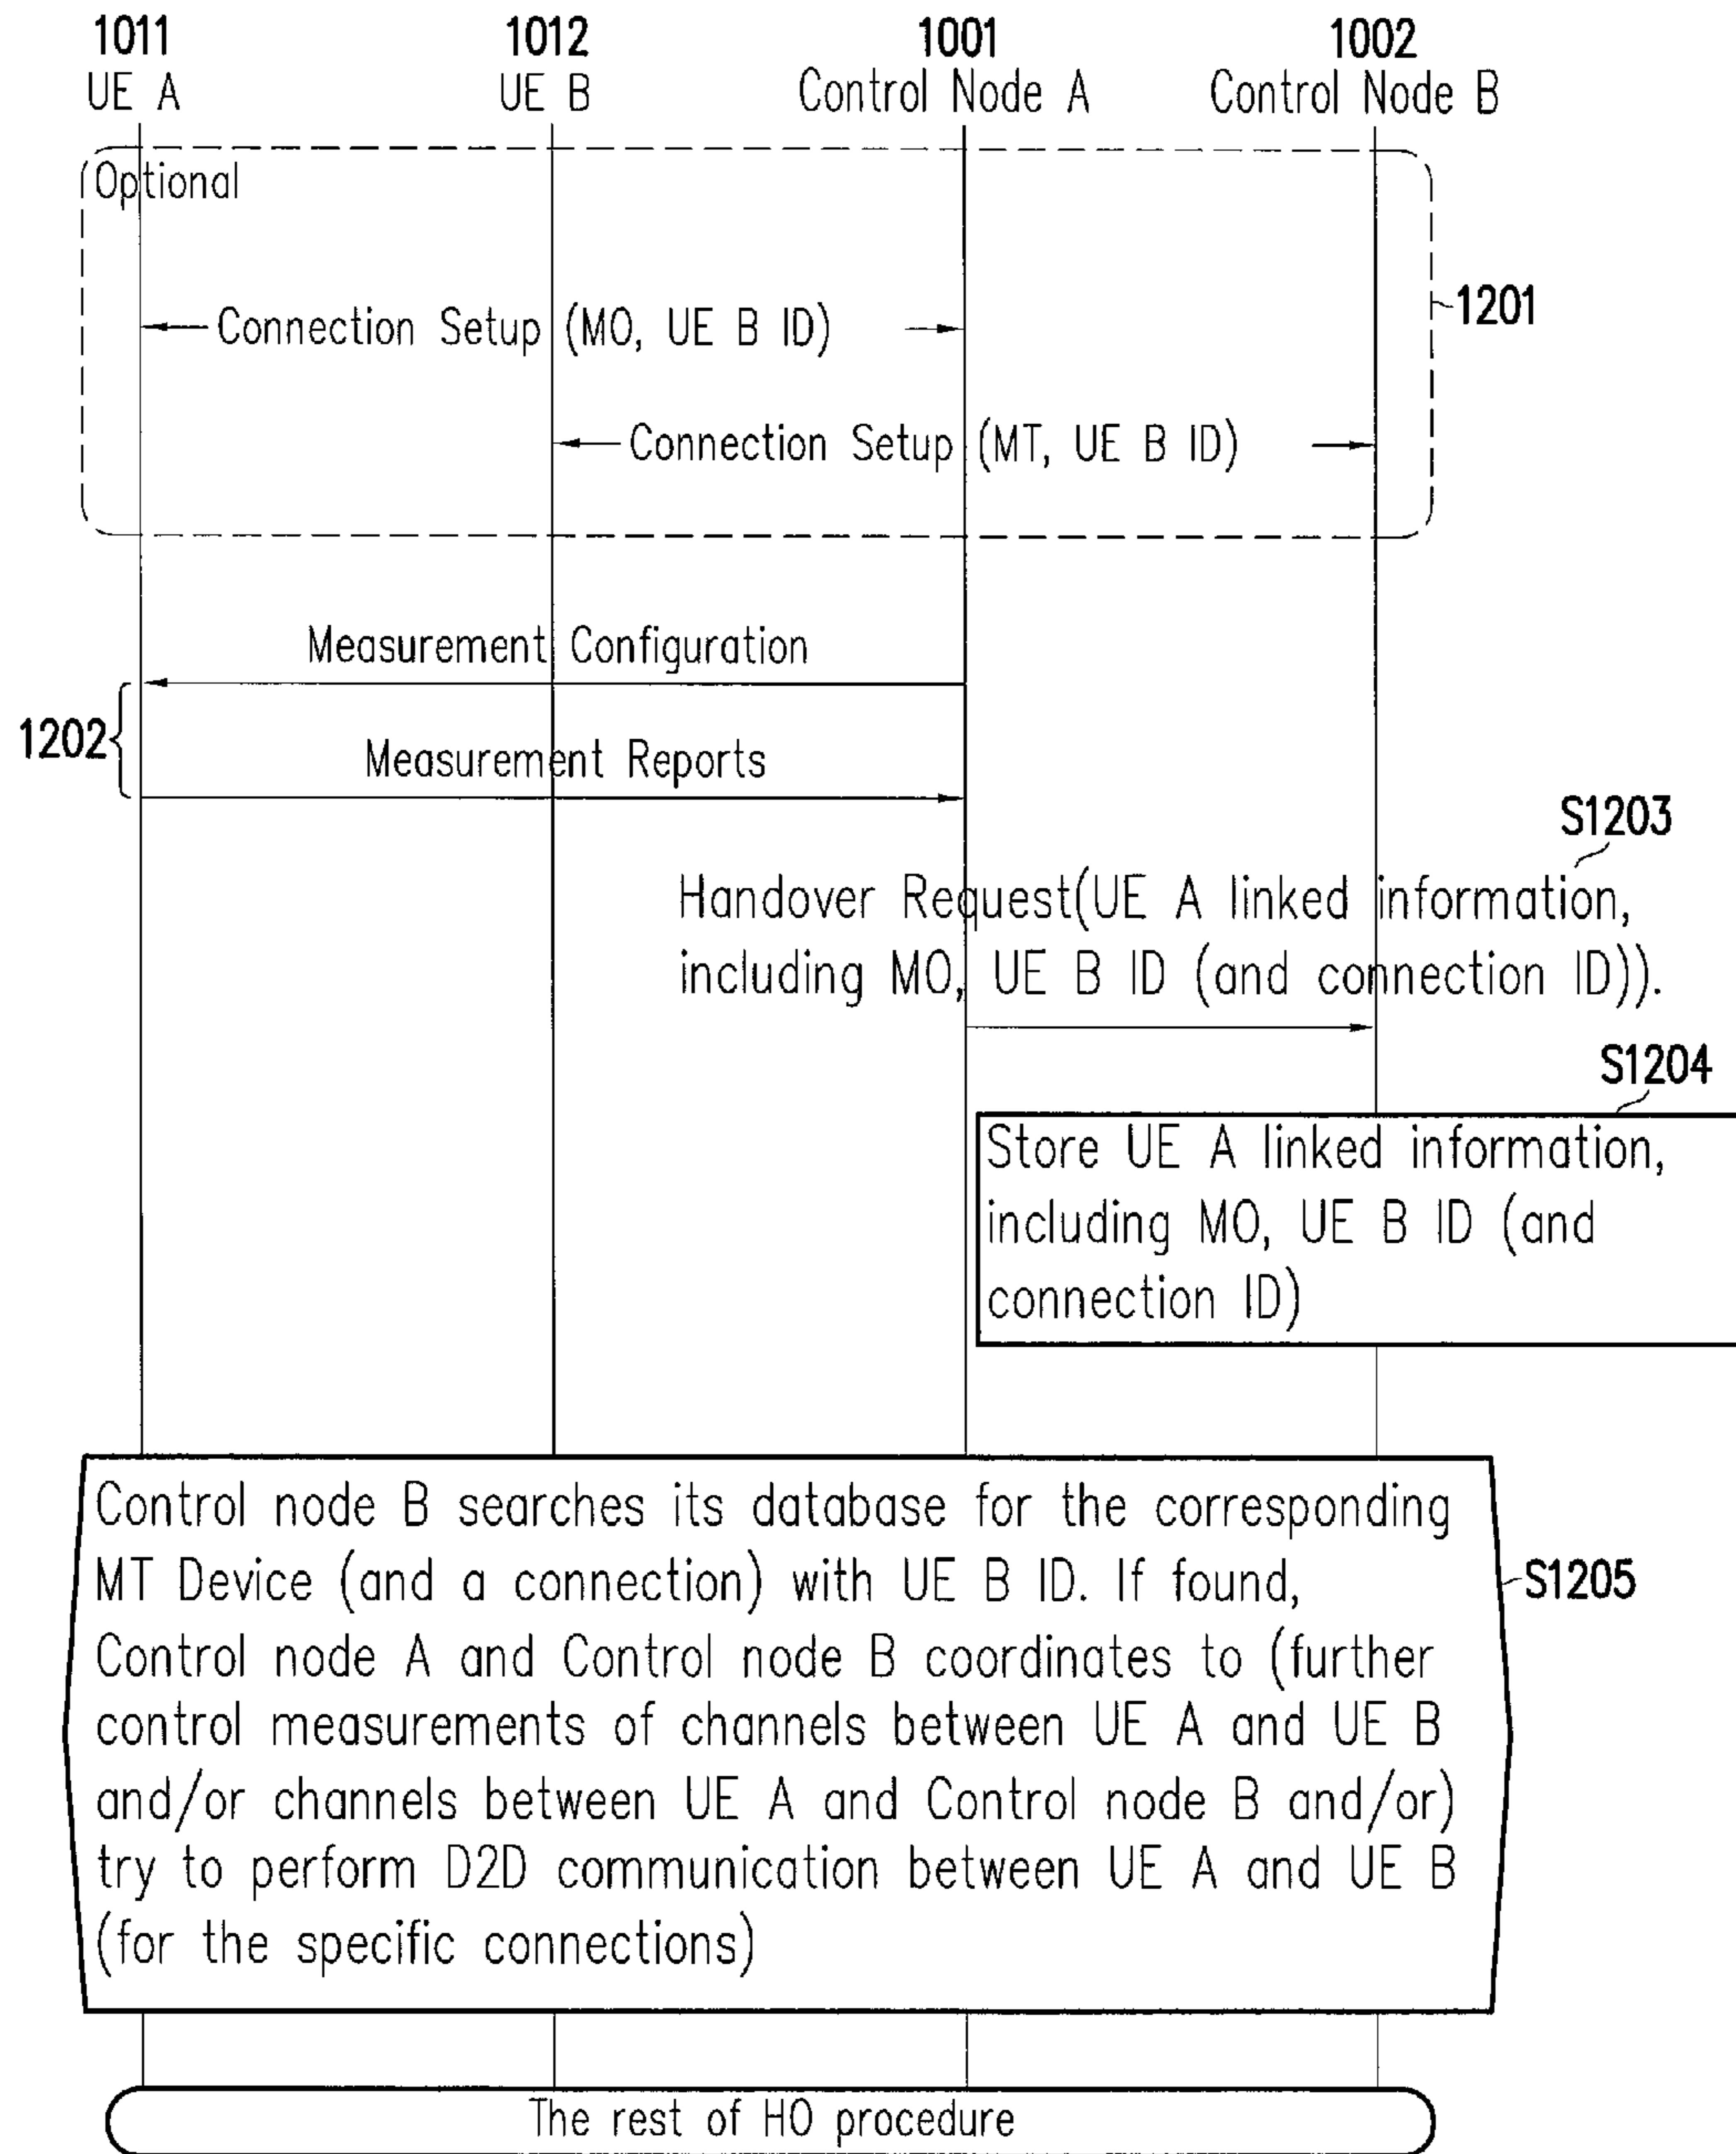 1011
UE A
1012
UE B
1001
Control Node A
1002
Control Node B
Optional
Connection Setup (MO, UE B ID)
1201
Connection Setup (MT, UE B ID)
Measurement Configuration
1202
Measurement Reports
S1203
Handover Request(UE A linked information,
including MO, UE B ID (and connection ID)).
S1204
Store UE A linked information,
including MO, UE B ID (and
connection ID)
Control node B searches its database for the corresponding
MT Device (and a connection) with UE B ID. If found,
Control node A and Control node B coordinates to (further
control measurements of channels between UE A and UE B
and/or channels between UE A and Control node B and/or)
try to perform D2D communication between UE A and UE B
(for the specific connections)
S1205
The rest of HO procedure